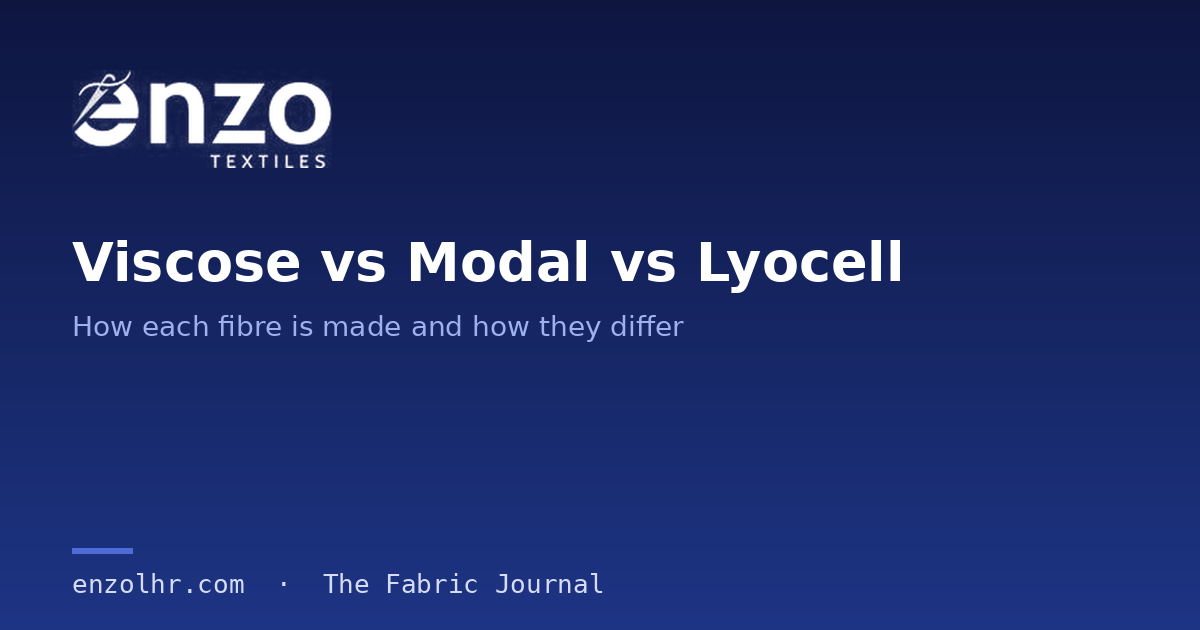 enzo
TEXTILES
Viscose vs Modal vs Lyocell
How each fibre is made and how they differ
enzolhr.com · The Fabric Journal